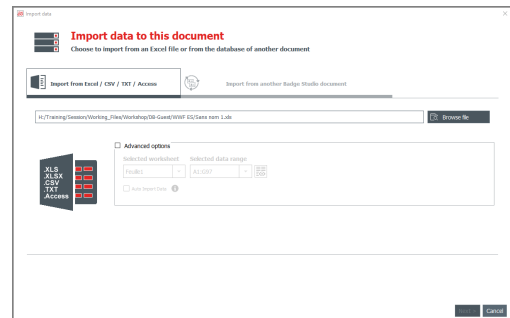 Import data
Import data to this document
Choose to import from an Excel file or from the database of another document
Import from Excel / CSV / TXT / Access
Import from another Badge Studio document
H:/Training/Session/Working_Files/Workshop/DB-Guest/WWF ES/Sans nom 1.xls
Browse file
Advanced options
Selected worksheet
Selected data range
.XLS
.XLSX
.CSV
.TXT
.Access
Auto Import Data
Next >
Cancel